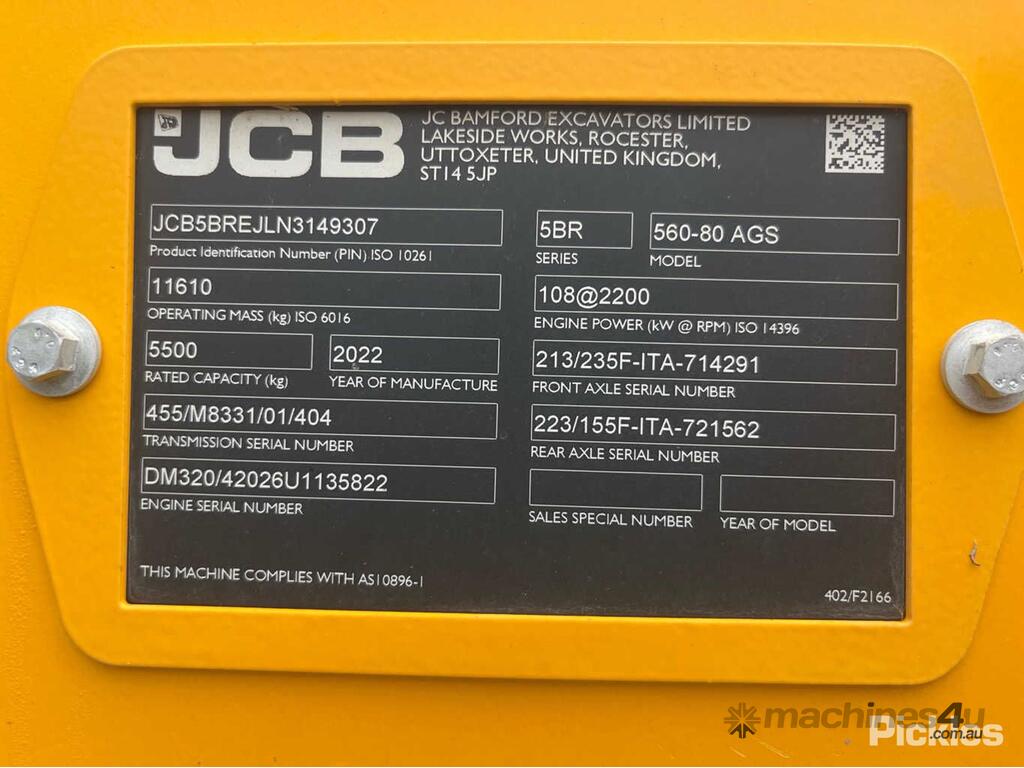 JCB
JC BAMFORD EXCAVATORS LIMITED
LAKESIDE WORKS, ROCESTER,
UTTOXETER, UNITED KINGDOM,
ST14 5JP
JCB5BREJLN3149307
Product Identification Number (PIN) ISO 10261
5BR
SERIES
560-80 AGS
MODEL
11610
OPERATING MASS (kg) ISO 6016
108@2200
ENGINE POWER (kW @ RPM) ISO 14396
5500
RATED CAPACITY (kg)
2022
YEAR OF MANUFACTURE
213/235F-ITA-714291
FRONT AXLE SERIAL NUMBER
455/M8331/01/404
TRANSMISSION SERIAL NUMBER
223/155F-ITA-721562
REAR AXLE SERIAL NUMBER
DM320/42026U1135822
ENGINE SERIAL NUMBER
SALES SPECIAL NUMBER
YEAR OF MODEL
THIS MACHINE COMPLIES WITH AS10896-1
402/F2166
machines4u
.com.au
Pickles